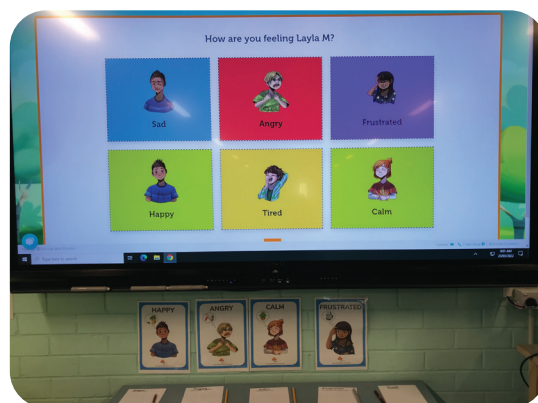 How are you feeling Layla M?
Sad
Angry
Frustrated
Happy
Tired
Calm
HAPPY
ANGRY
CALM
FRUSTRATED